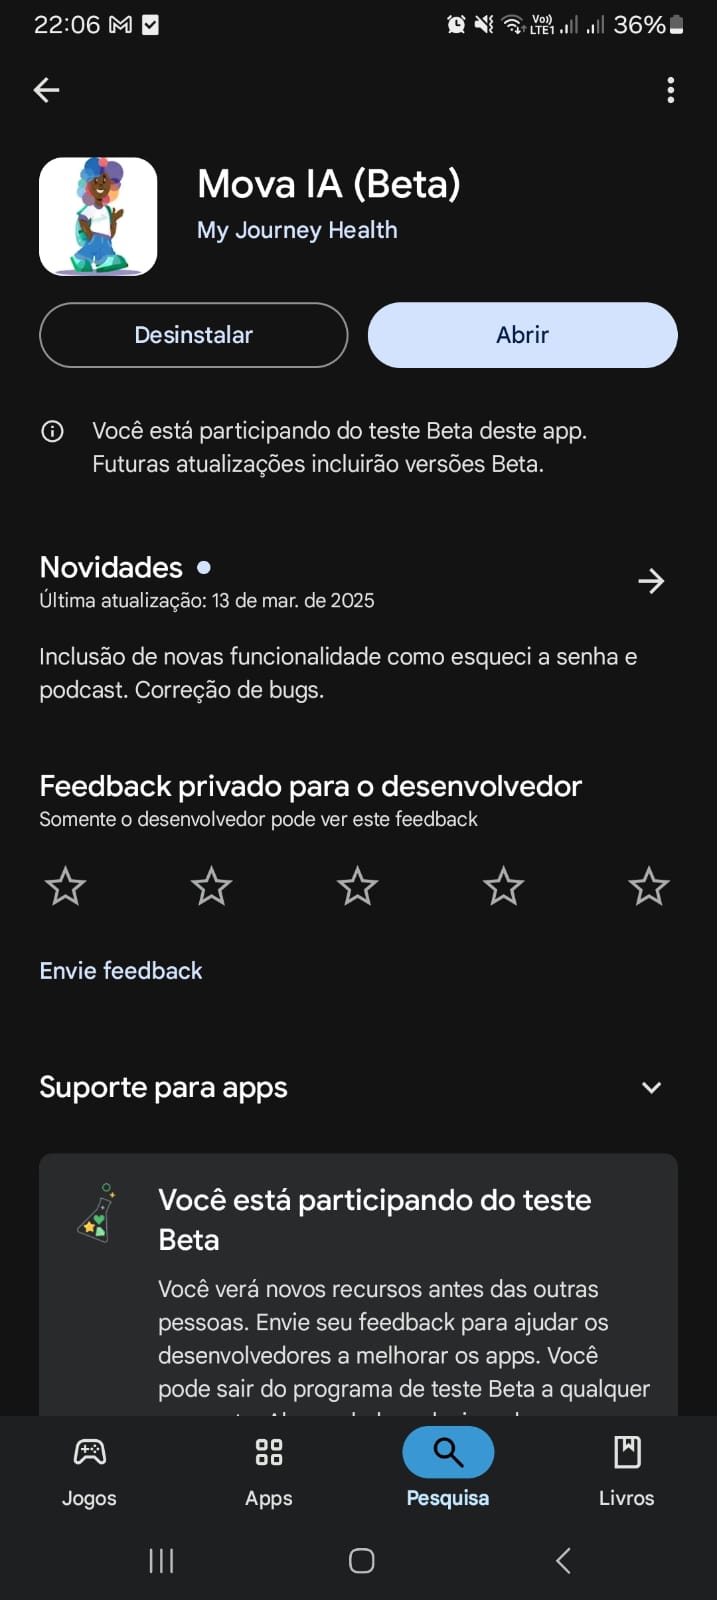 22:06
Vo))
LTE1
36%
Mova IA (Beta)
My Journey Health
Desinstalar
Abrir
Você está participando do teste Beta deste app.
Futuras atualizações incluirão versões Beta.
Novidades
Última atualização: 13 de mar. de 2025
Inclusão de novas funcionalidade como esqueci a senha e
podcast. Correção de bugs.
Feedback privado para o desenvolvedor
Somente o desenvolvedor pode ver este feedback
Envie feedback
Suporte para apps
Você está participando do teste
Beta
Você verá novos recursos antes das outras
pessoas. Envie seu feedback para ajudar os
desenvolvedores a melhorar os apps. Você
pode sair do programa de teste Beta a qualquer
Jogos
Apps
Pesquisa
Livros